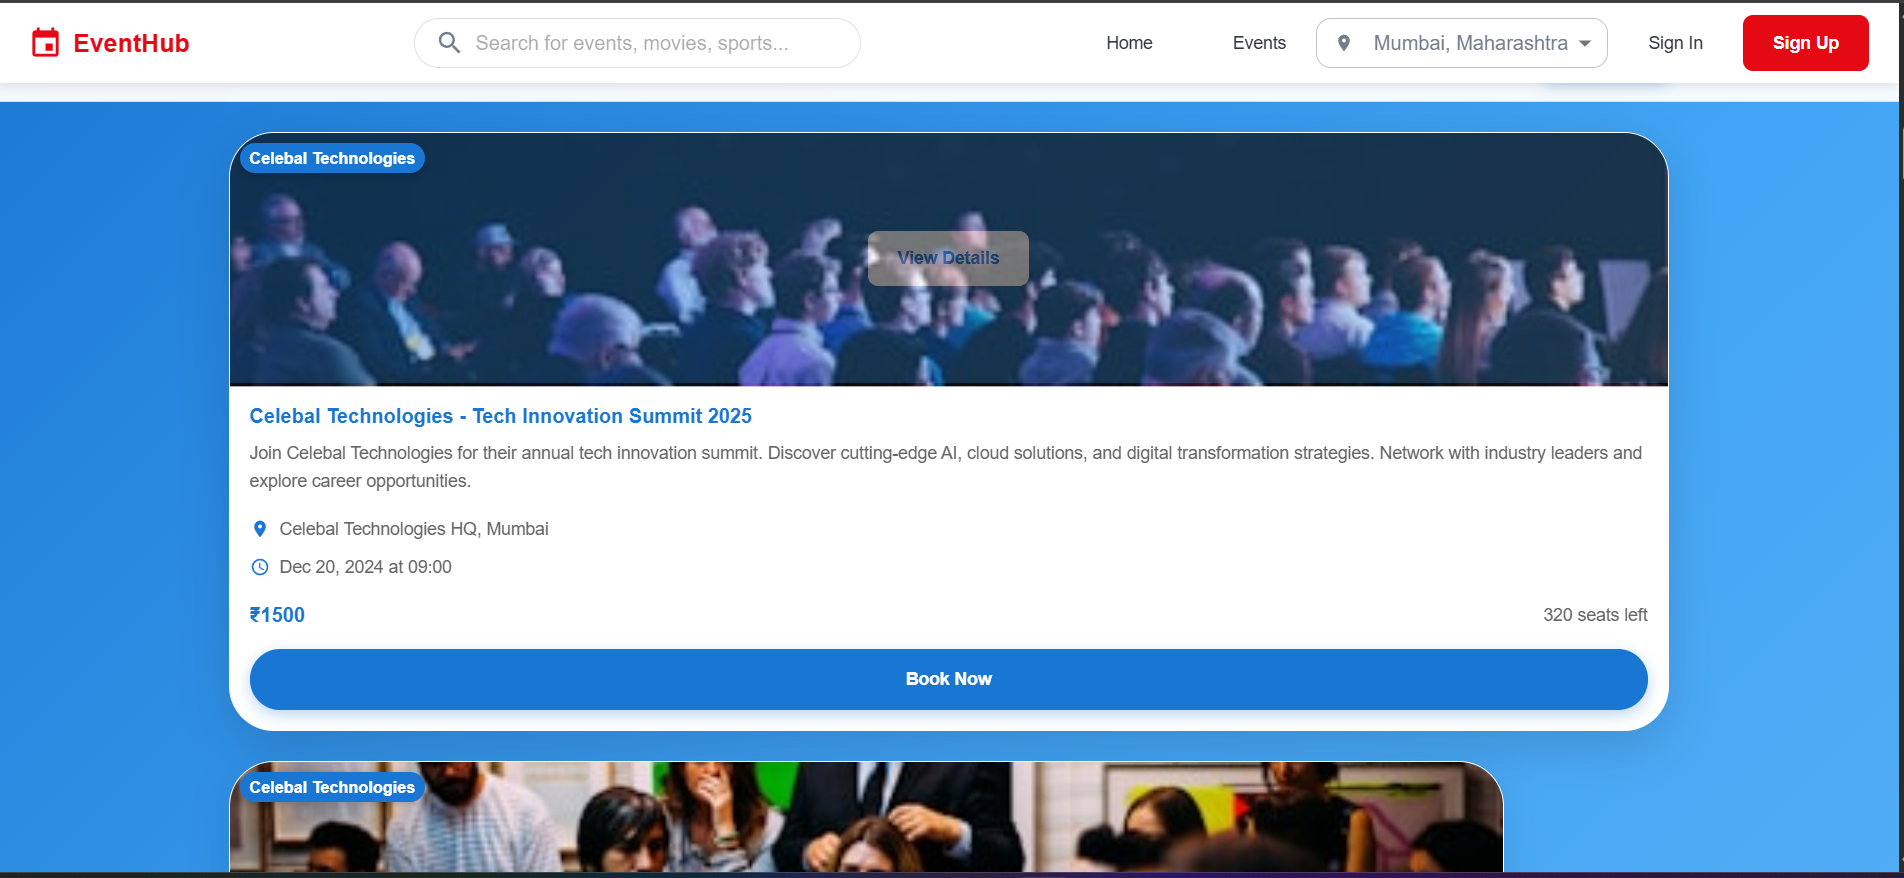 EventHub
Search for events, movies, sports...
Home
Events
Mumbai, Maharashtra
Sign In
Sign Up
Celebal Technologies
View Details
Celebal Technologies - Tech Innovation Summit 2025
Join Celebal Technologies for their annual tech innovation summit. Discover cutting-edge AI, cloud solutions, and digital transformation strategies. Network with industry leaders and
explore career opportunities.
Celebal Technologies HQ, Mumbai
Dec 20, 2024 at 09:00
₹1500
320 seats left
Book Now
Celebal Technologies